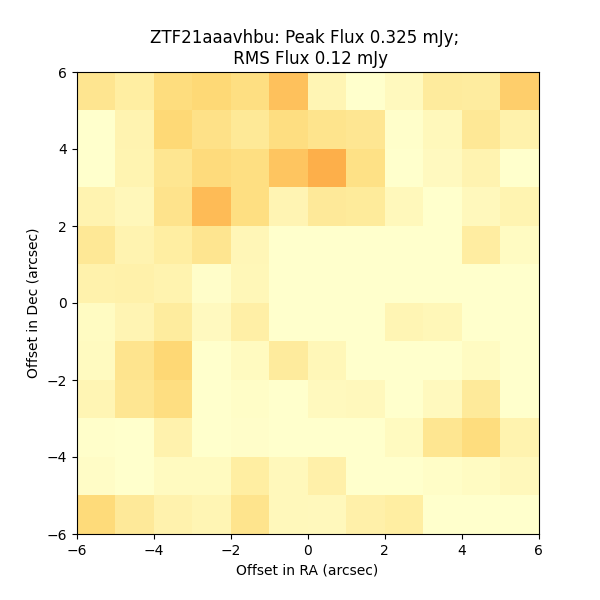 ZTF21aaavhbu: Peak Flux 0.325 mJy;
RMS Flux 0.12 mJy
6
4
2
0
−2
−4
−6
Offset in Dec (arcsec)
−6 −4 −2 0 2 4 6
Offset in RA (arcsec)